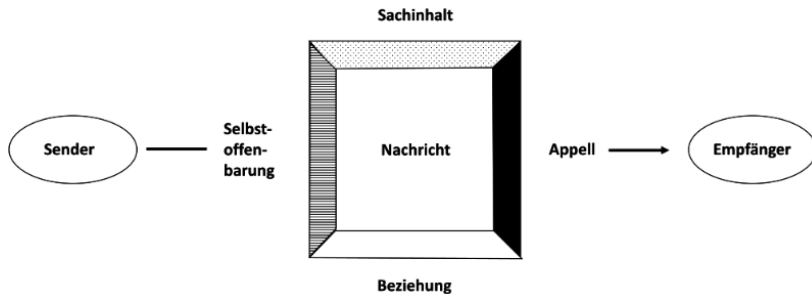 Sachinhalt
Sender
Selbst-
offen-
barung
Nachricht
Appell
Empfänger
Beziehung